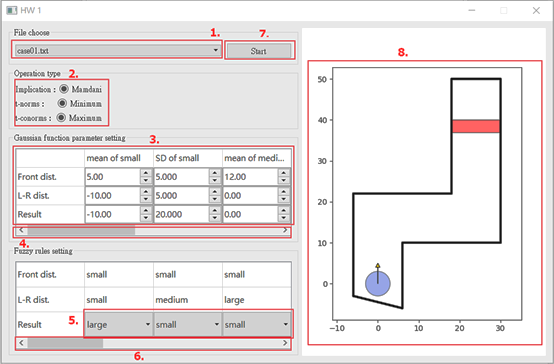 HW 1
File choose
1.
7.
case01.txt
Start
Operation type
2.
8.
Implication : Mamdani
t-norms : Minimum
t-conorms : Maximum
Gaussian function parameter setting
3.
mean of small SD of small mean of medi...
Front dist. 5.00 5.000 12.00
L-R dist. -10.00 5.000 0.00
Result -10.00 20.000 0.00
4.
Fuzzy rules setting
Front dist. small small small
L-R dist. small medium large
5.
Result large small small
6.
50
40
30
20
10
0
-10 0 10 20 30